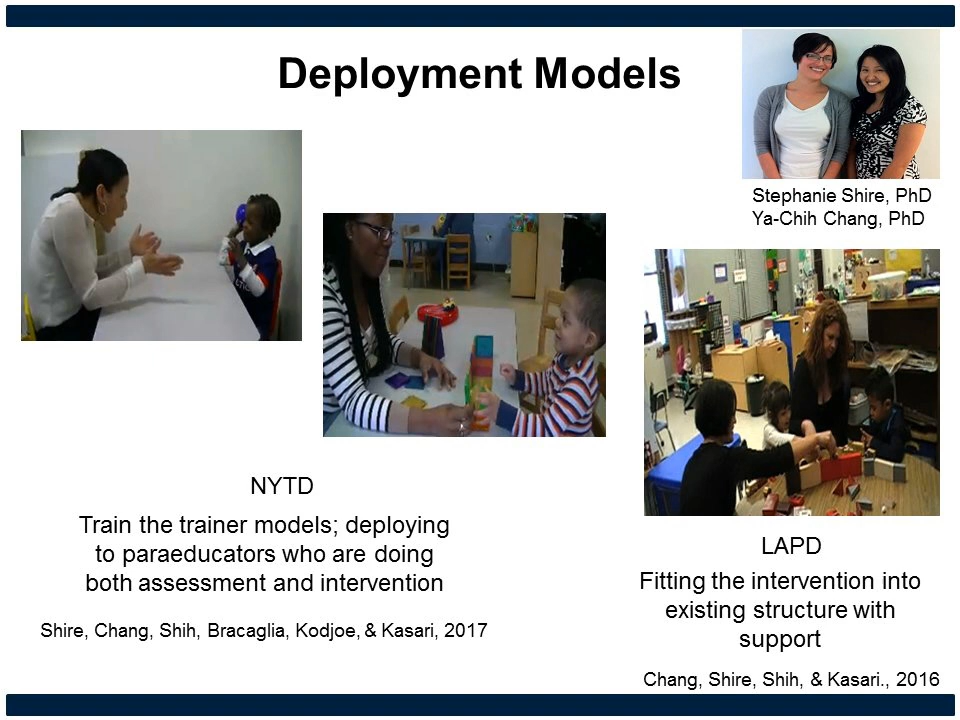 Deployment Models
Stephanie Shire, PhD
Ya-Chih Chang, PhD
NYTD
Train the trainer models; deploying
to paraeducators who are doing
both assessment and intervention
Shire, Chang, Shih, Bracaglia, Kodjoe, & Kasari, 2017
LAPD
Fitting the intervention into
existing structure with
support
Chang, Shire, Shih, & Kasari., 2016